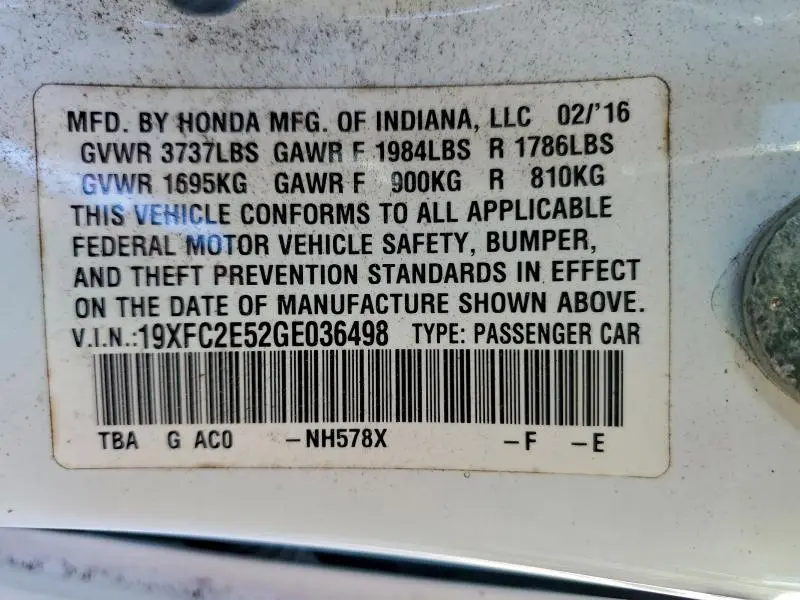 MFD. BY HONDA MFG. OF INDIANA, LLC 02/'16
GVWR 3737LBS GAWR F 1984LBS R 1786LBS
GVWR 1695KG GAWR F 900KG R 810KG
THIS VEHICLE CONFORMS TO ALL APPLICABLE
FEDERAL MOTOR VEHICLE SAFETY, BUMPER,
AND THEFT PREVENTION STANDARDS IN EFFECT
ON THE DATE OF MANUFACTURE SHOWN ABOVE.
V.I.N.:19XFC2E52GE036498 TYPE: PASSENGER CAR
TBA G AC0 -NH578X -F -E